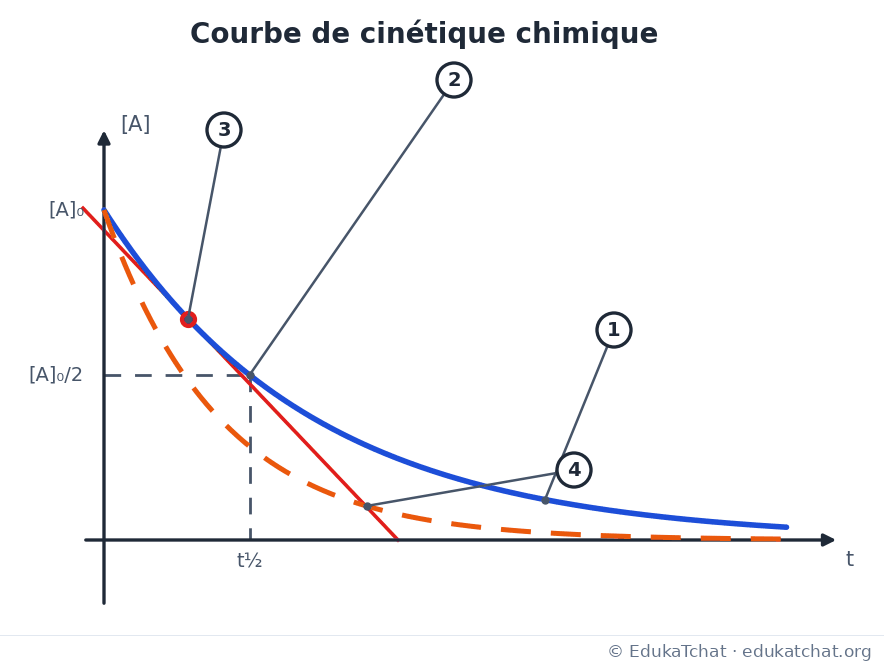 Courbe de cinétique chimique
2
[A]
3
[A]₀
1
[A]₀/2
4
t½
t
© EdukaTchat · edukatchat.org